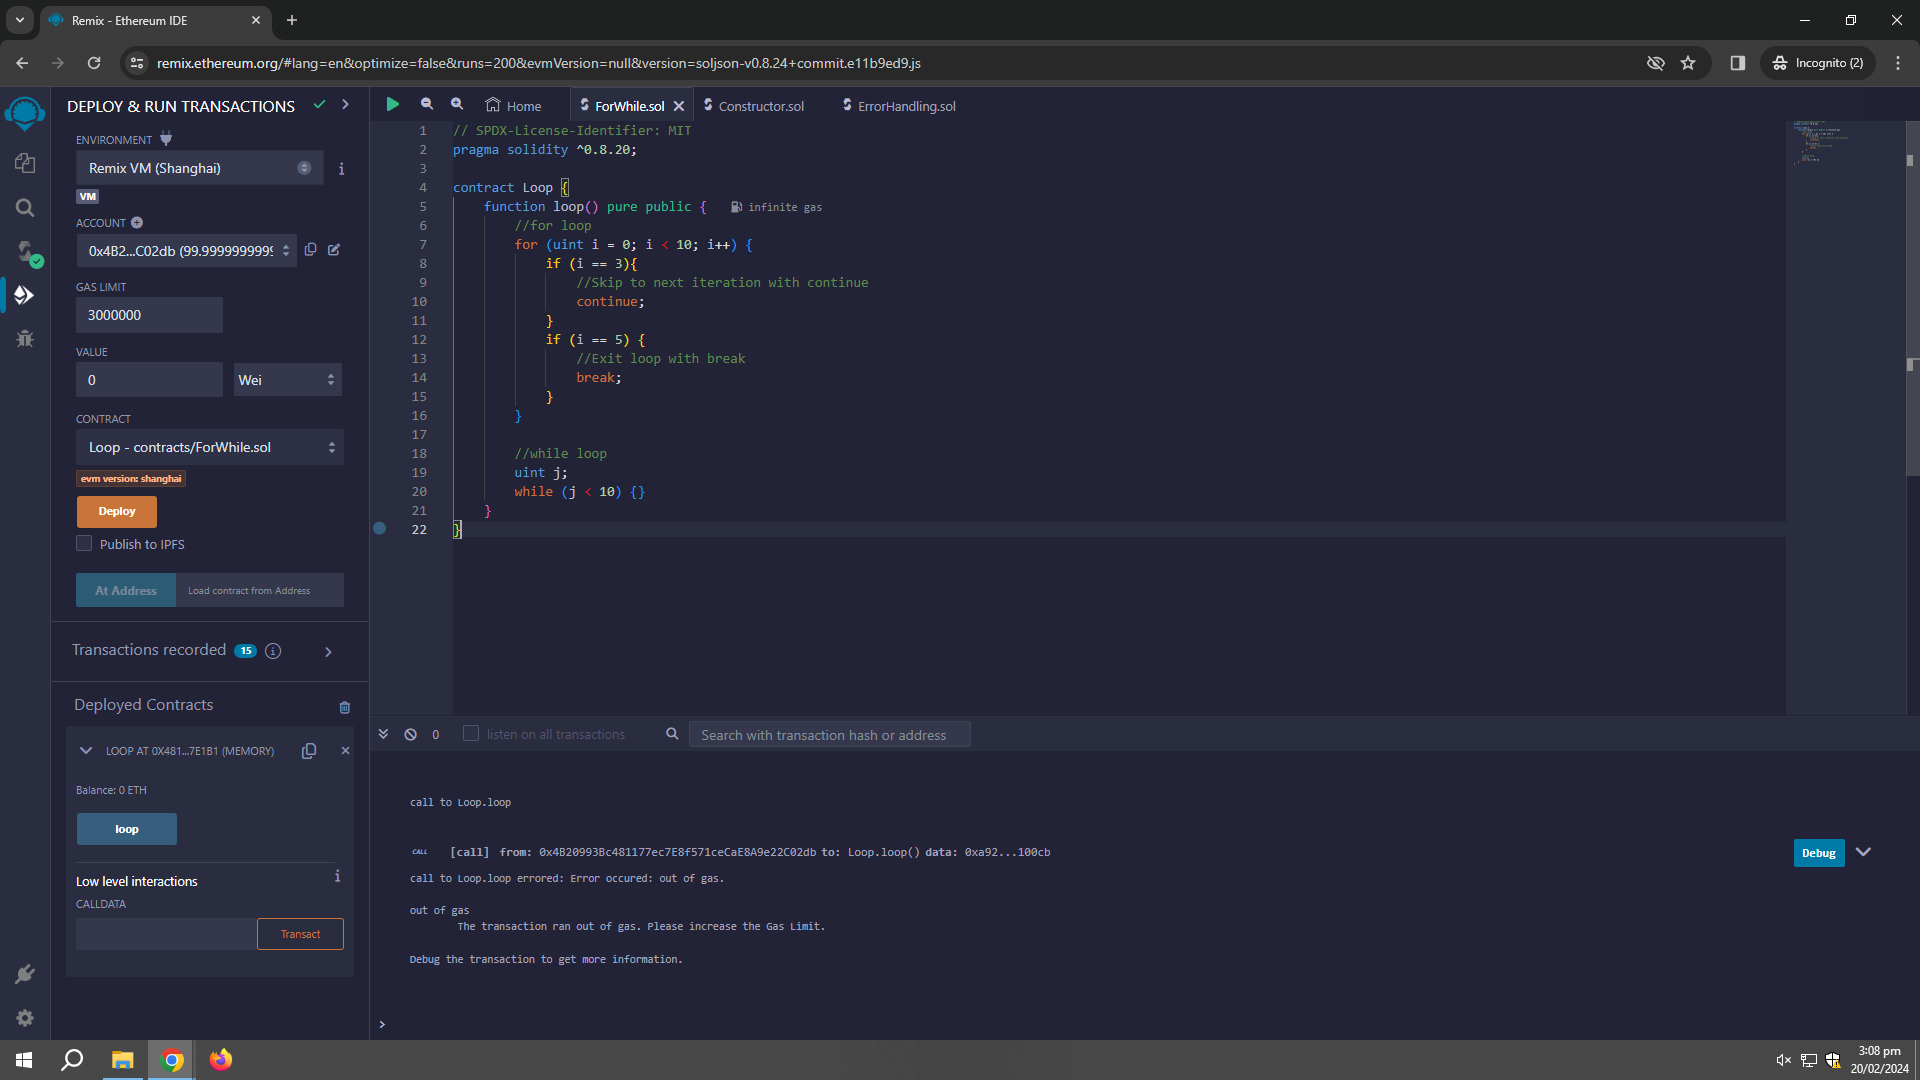 Remix - Ethereum IDE
remix.ethereum.org/#lang=en&optimize=false&runs=200&evmVersion=null&version=soljson-v0.8.24+commit.e11b9ed9.js
Incognito (2)
DEPLOY & RUN TRANSACTIONS
ENVIRONMENT
Remix VM (Shanghai)
VM
ACCOUNT
0x4B2...C02db (99.9999999999
GAS LIMIT
3000000
VALUE
0
Wei
CONTRACT
Loop - contracts/ForWhile.sol
evm version: shanghai
Deploy
Publish to IPFS
At Address
Load contract from Address
Transactions recorded 15
Deployed Contracts
LOOP AT 0X481...7E1B1 (MEMORY)
Balance: 0 ETH
loop
Low level interactions
CALLDATA
Transact
Home
ForWhile.sol
Constructor.sol
ErrorHandling.sol
1 // SPDX-License-Identifier: MIT
2 pragma solidity ^0.8.20;
3
4 contract Loop {
5 function loop() pure public { infinite gas
6 //for loop
7 for (uint i = 0; i < 10; i++) {
8 if (i == 3){
9 //Skip to next iteration with continue
10 continue;
11 }
12 if (i == 5) {
13 //Exit loop with break
14 break;
15 }
16 }
17
18 //while loop
19 uint j;
20 while (j < 10) {}
21 }
22 }
0
listen on all transactions
Search with transaction hash or address
call to Loop.loop
CALL [call] from: 0x4B20993Bc481177ec7E8f571ceCaE8A9e22C02db to: Loop.loop() data: 0xa92...100cb
Debug
call to Loop.loop errored: Error occured: out of gas.
out of gas
The transaction ran out of gas. Please increase the Gas Limit.
Debug the transaction to get more information.
>
3:08 pm
20/02/2024